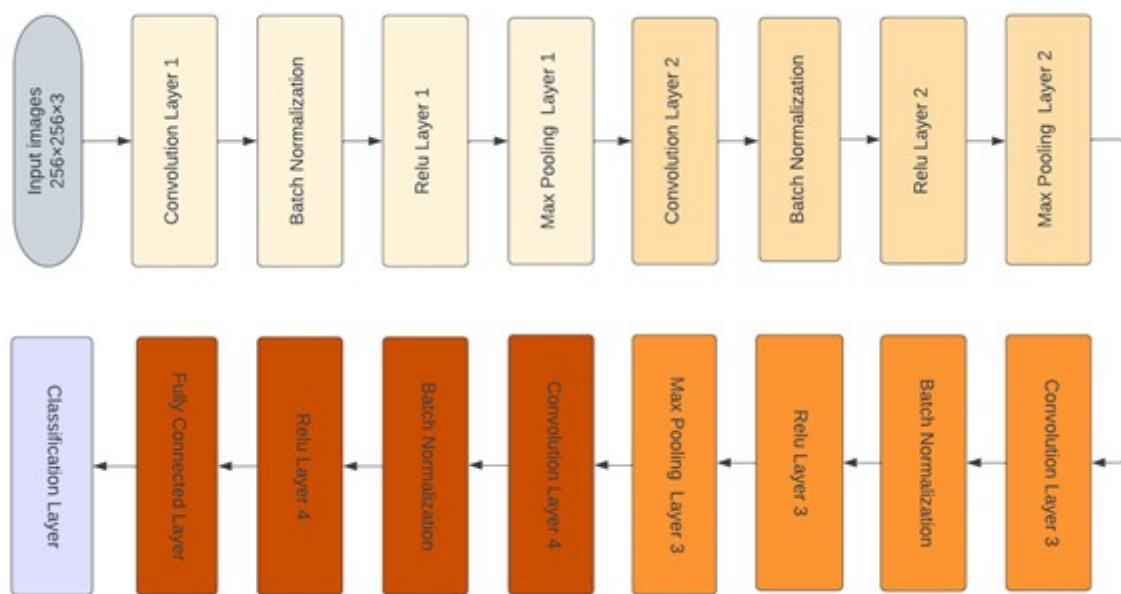 Input images
256×256×3
Convolution Layer 1
Batch Normalization
Relu Layer 1
Max Pooling Layer 1
Convolution Layer 2
Batch Normalization
Relu Layer 2
Max Pooling Layer 2
Convolution Layer 3
Batch Normalization
Relu Layer 3
Max Pooling Layer 3
Convolution Layer 4
Batch Normalization
Relu Layer 4
Fully Connected Layer
Classification Layer